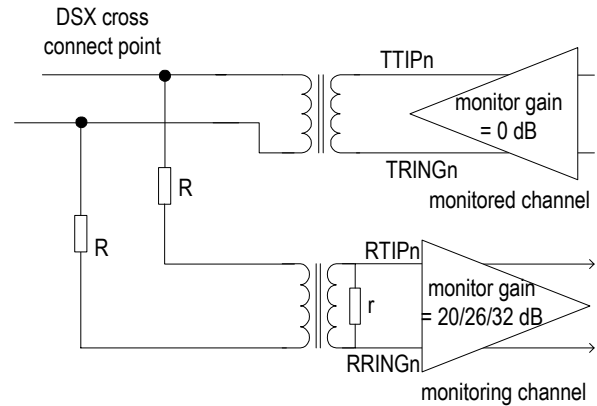 DSX cross
connect point
TTIPn
monitor gain
= 0 dB
TRINGn
monitored channel
R
R
RTIPn
monitor gain
= 20/26/32 dB
r
RRINGn
monitoring channel